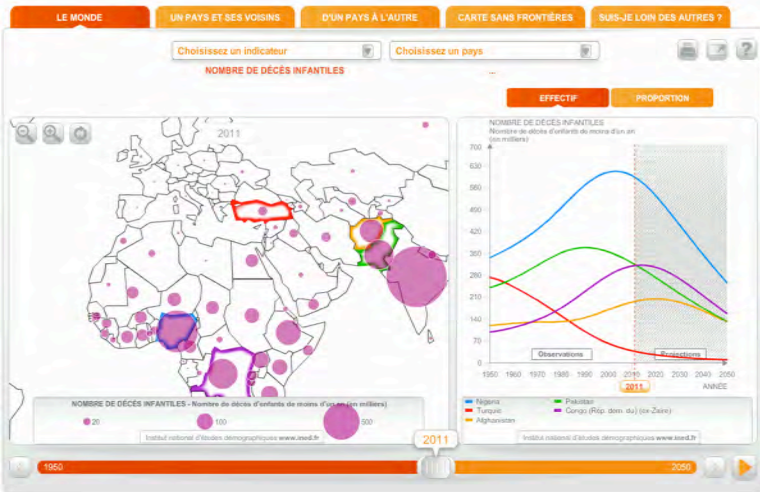 LE MONDE
UN PAYS ET SES VOISINS
D'UN PAYS À L'AUTRE
CARTE SANS FRONTIÈRES
SUIS-JE LOIN DES AUTRES ?
Choisissez un indicateur
Choisissez un pays
?
NOMBRE DE DÉCÈS INFANTILES
...
EFFECTIF
PROPORTION
2011
NOMBRE DE DÉCÈS INFANTILES
Nombre de décès d'enfants de moins d'un an
(en milliers)
700
630
560
490
420
350
280
210
140
70
0
Observations
Projections
1950 1960 1970 1980 1990 2000 2010 2020 2030 2040 2050
2011
ANNÉE
Nigeria
Turquie
Afghanistan
Pakistan
Congo (Rép. dém. du) (ex-Zaïre)
Institut national d'études démographiques www.ined.fr
NOMBRE DE DÉCÈS INFANTILES - Nombre de décès d'enfants de moins d'un an (en milliers)
20
100
500
Institut national d'études démographiques www.ined.fr
2011
1950
2050